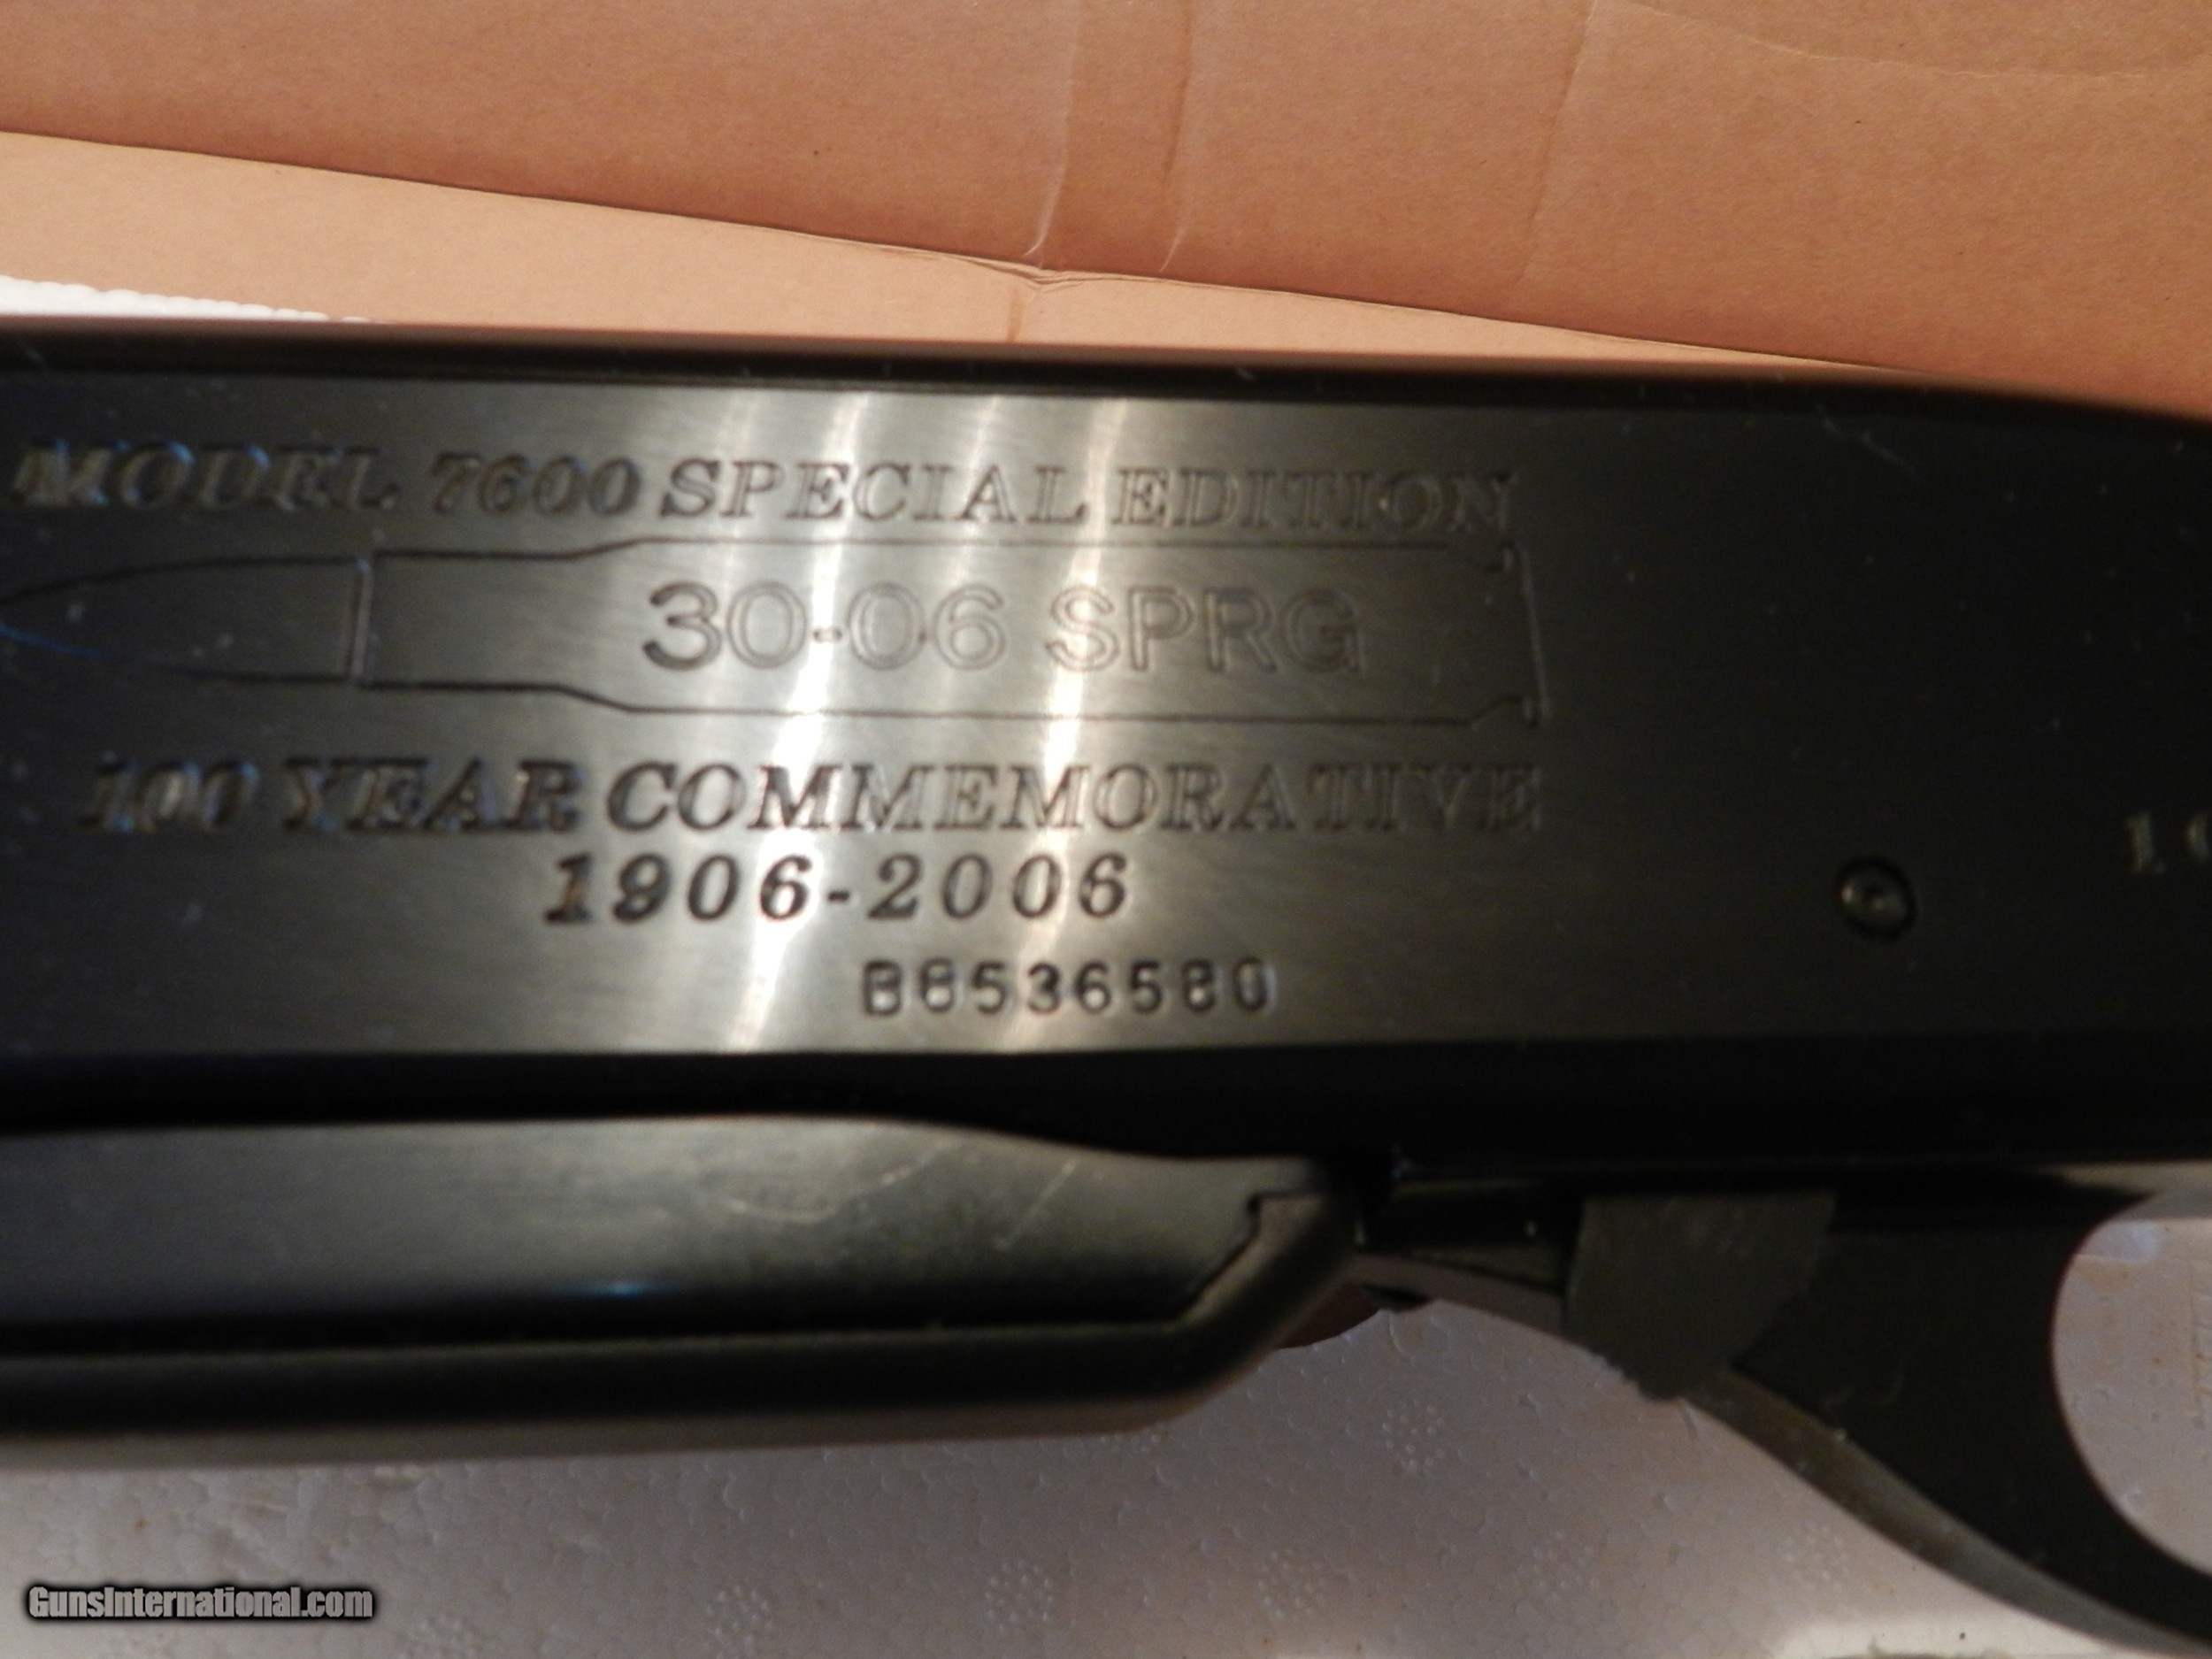 MODEL 7600 SPECIAL EDITION
30-06 SPRG
100 YEAR COMMEMORATIVE
1906-2006
B8536580
GunsInternational.com